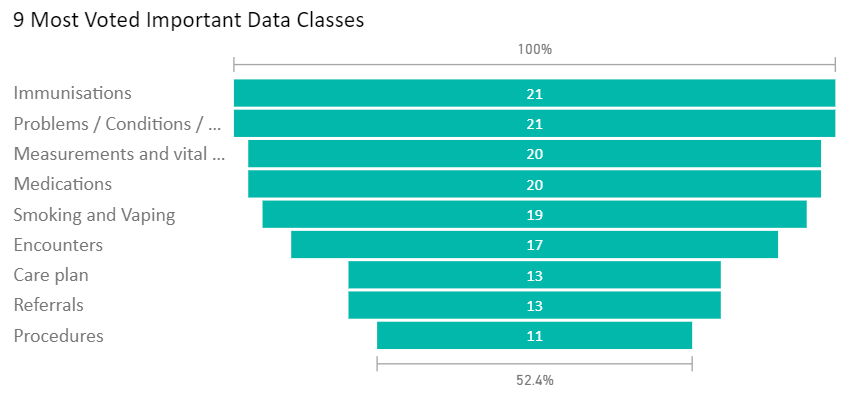 9 Most Voted Important Data Classes
100%
Immunisations 21
Problems / Conditions / ... 21
Measurements and vital ... 20
Medications 20
Smoking and Vaping 19
Encounters 17
Care plan 13
Referrals 13
Procedures 11
52.4%